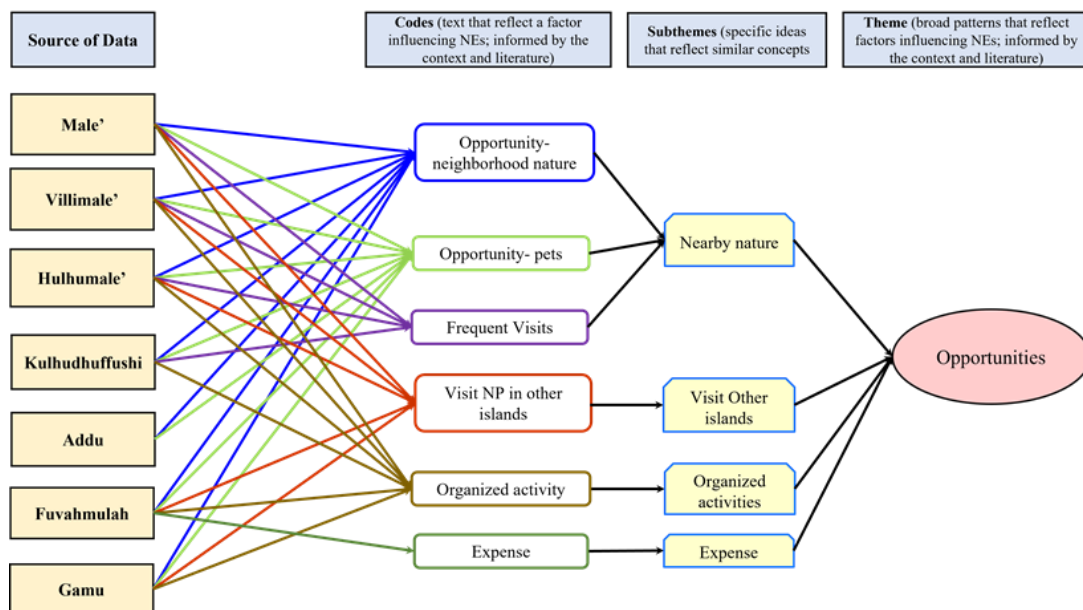 Source of Data
Codes (text that reflect a factor
influencing NEs; informed by the
context and literature)
Subthemes (specific ideas
that reflect similar concepts
Theme (broad patterns that reflect
factors influencing NEs; informed by
the context and literature)
Male’
Villimale’
Hulhumale’
Kulhudhuffushi
Addu
Fuvahmulah
Gamu
Opportunity-
neighborhood nature
Opportunity- pets
Frequent Visits
Visit NP in other
islands
Organized activity
Expense
Nearby nature
Visit Other
islands
Organized
activities
Expense
Opportunities